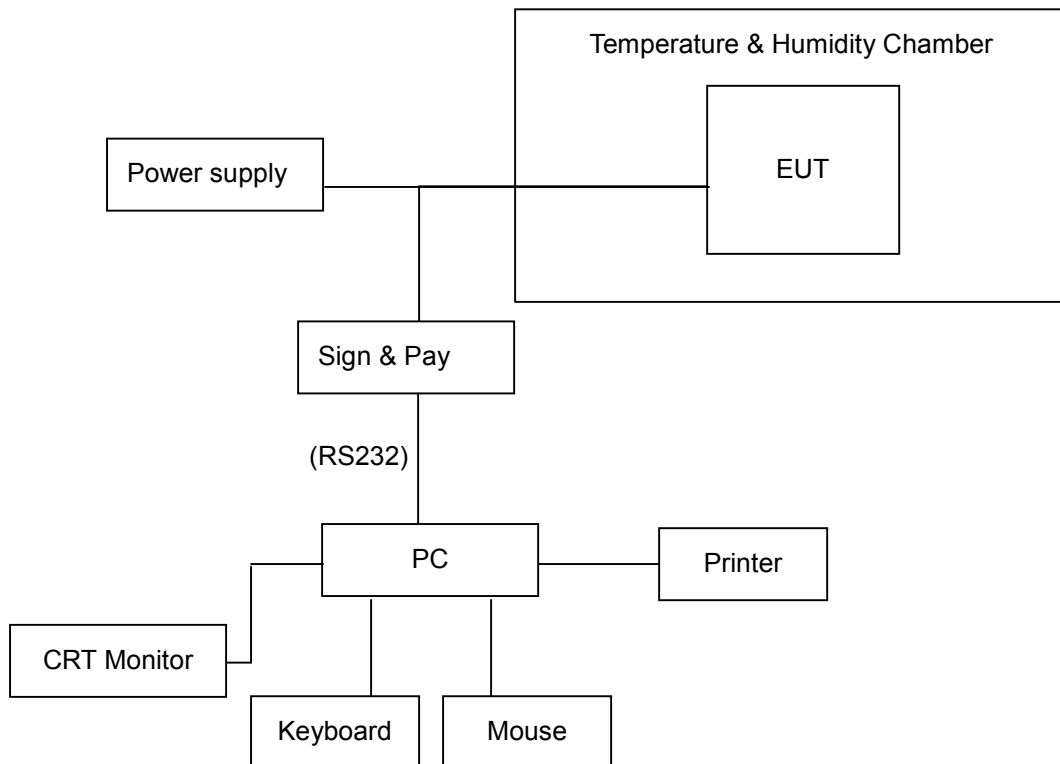 Temperature & Humidity Chamber
EUT
Power supply
Sign & Pay
(RS232)
PC
Printer
CRT Monitor
Keyboard
Mouse